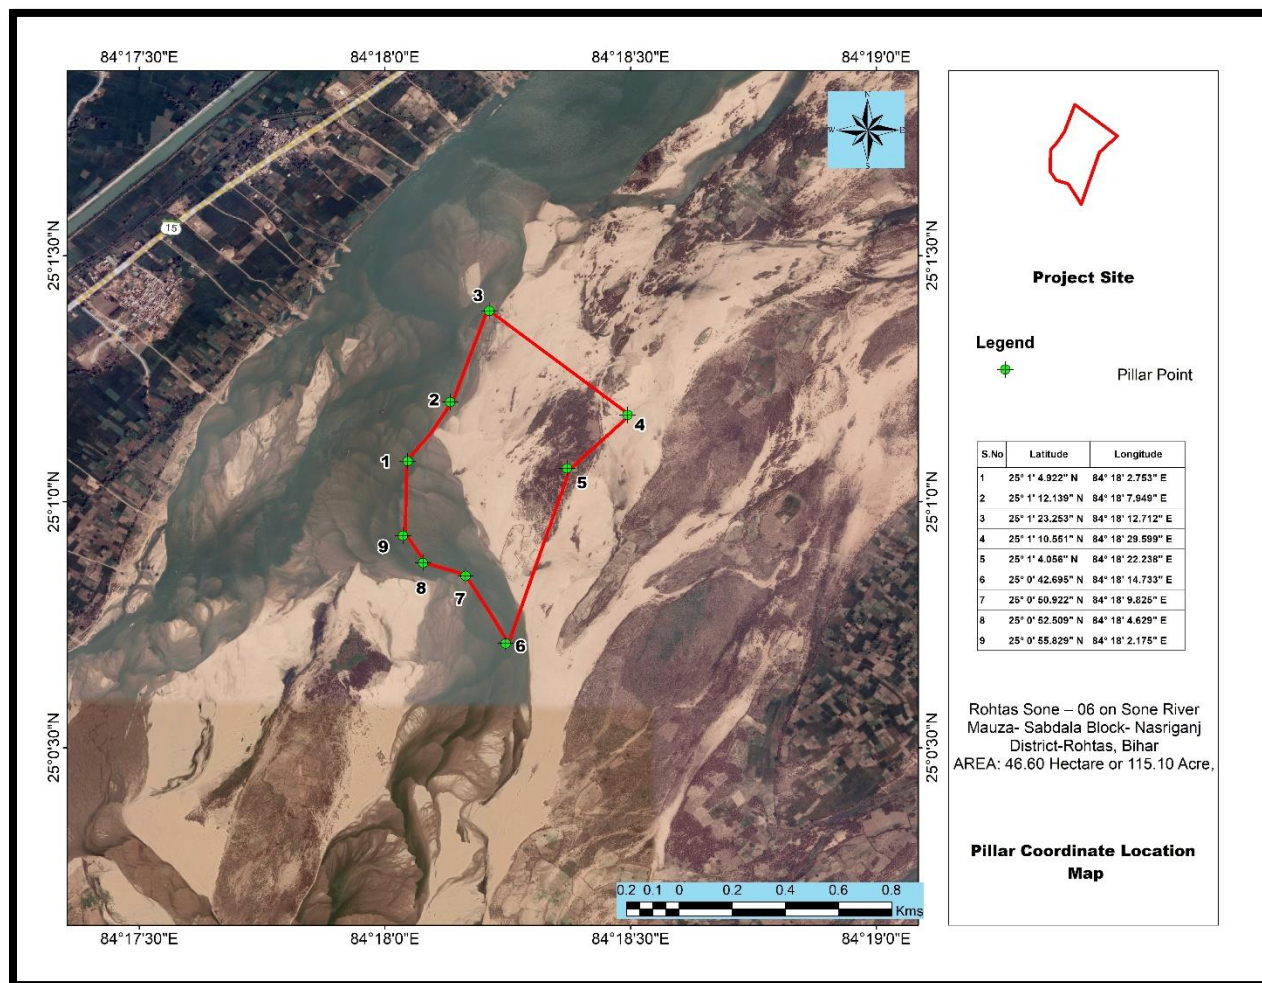 84°17'30"E 84°18'0"E 84°18'30"E 84°19'0"E
25°1'30"N
25°1'0"N
25°0'30"N
25°1'30"N
25°1'0"N
25°0'30"N
84°17'30"E 84°18'0"E 84°18'30"E 84°19'0"E
15
N
W E
S
3
2
4
1
5
9
8
7
6
0.2 0.1 0 0.2 0.4 0.6 0.8
Kms
Project Site
Legend
Pillar Point
S.No Latitude Longitude
1 25° 1' 4.922" N 84° 18' 2.753" E
2 25° 1' 12.139" N 84° 18' 7.949" E
3 25° 1' 23.253" N 84° 18' 12.712" E
4 25° 1' 10.551" N 84° 18' 29.599" E
5 25° 1' 4.056" N 84° 18' 22.238" E
6 25° 0' 42.695" N 84° 18' 14.733" E
7 25° 0' 50.922" N 84° 18' 9.825" E
8 25° 0' 52.509" N 84° 18' 4.629" E
9 25° 0' 55.829" N 84° 18' 2.175" E
Rohtas Sone – 06 on Sone River
Mauza- Sabdala Block- Nasriganj
District-Rohtas, Bihar
AREA: 46.60 Hectare or 115.10 Acre,
Pillar Coordinate Location
Map